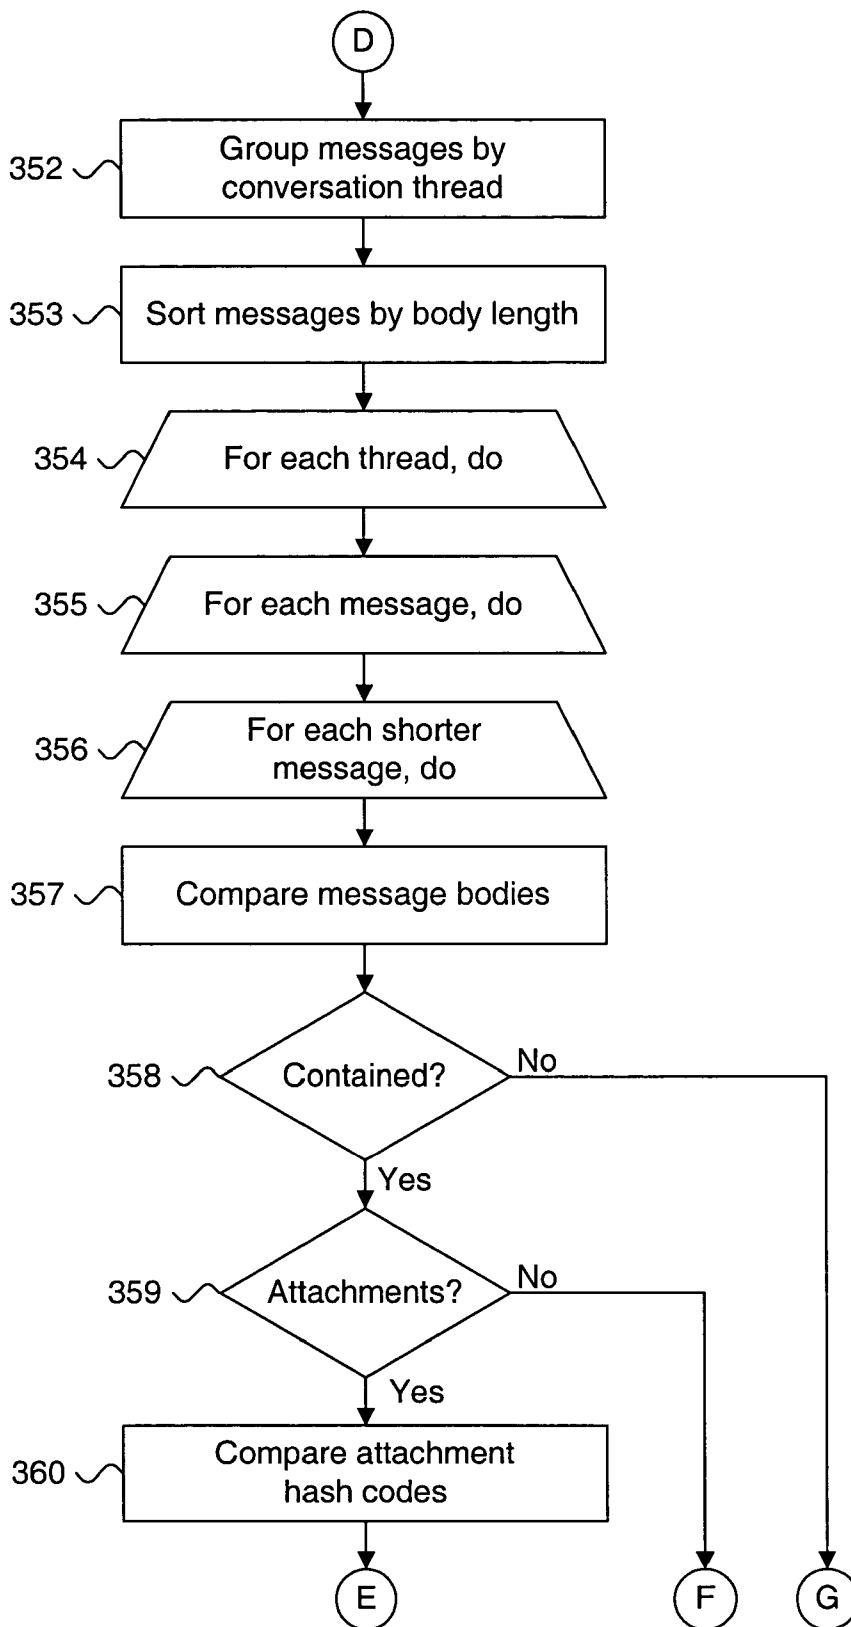 D
352
Group messages by
conversation thread
353
Sort messages by body length
354
For each thread, do
355
For each message, do
356
For each shorter
message, do
357
Compare message bodies
358
Contained?
No
Yes
359
Attachments?
No
Yes
360
Compare attachment
hash codes
E
F
G